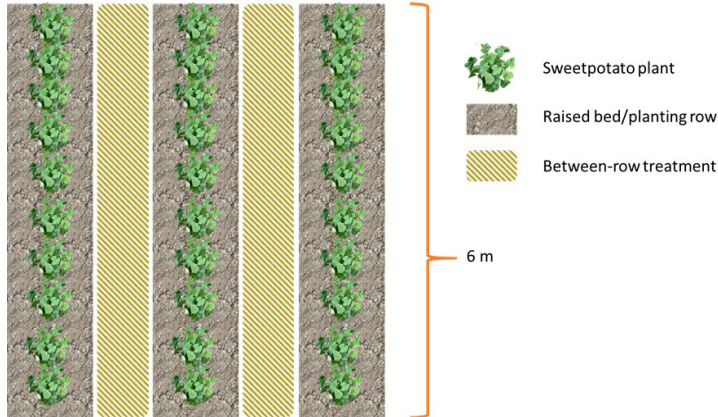 Sweetpotato plant
Raised bed/planting row
Between-row treatment
6 m